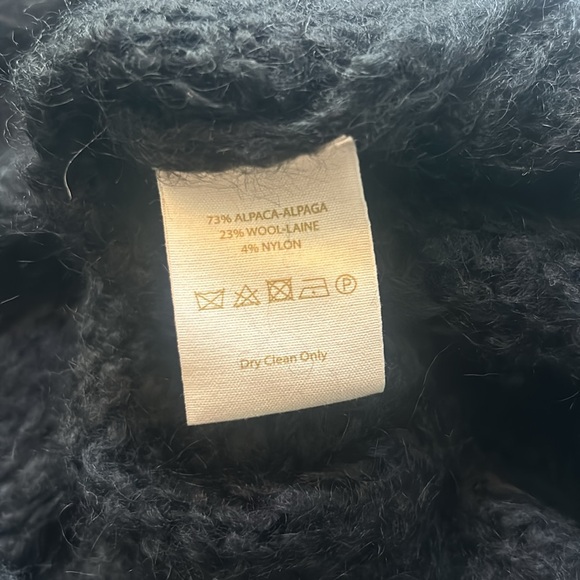 73% ALPACA-ALPAGA
23% WOOL-LAINE
4% NYLON
P
Dry Clean Only